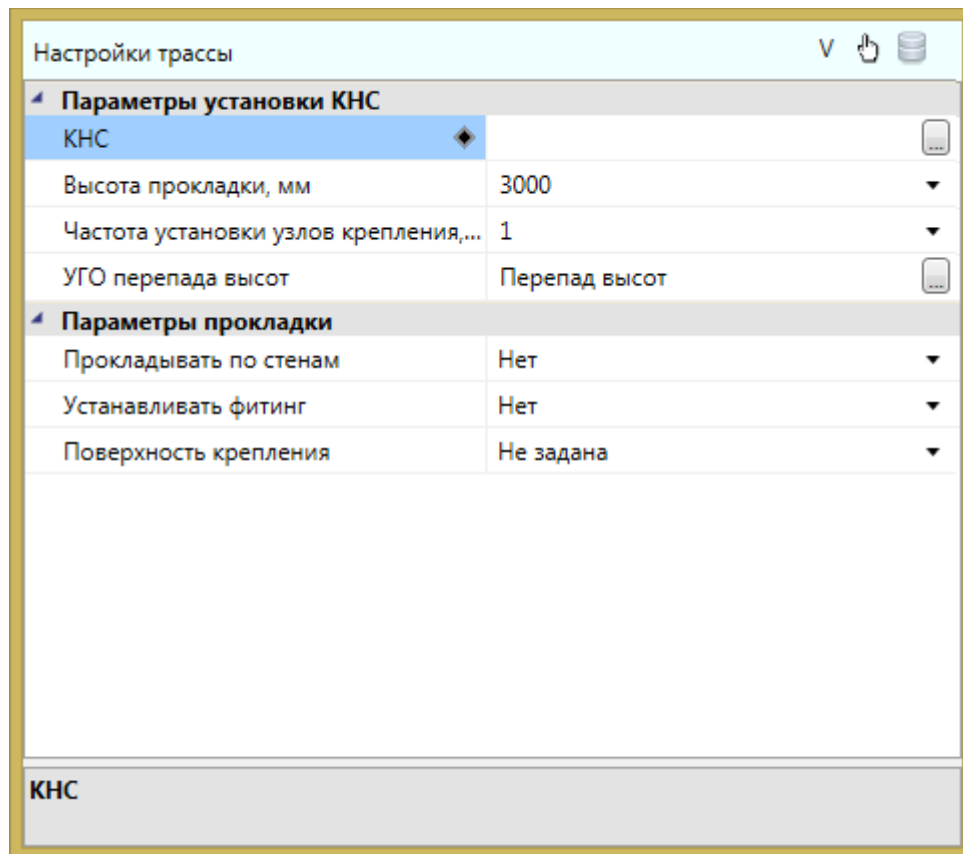 Настройки трассы V
Параметры установки КНС
КНС ...
Высота прокладки, мм 3000
Частота установки узлов крепления,... 1
УГО перепада высот Перепад высот ...
Параметры прокладки
Прокладывать по стенам Нет
Устанавливать фитинг Нет
Поверхность крепления Не задана
КНС